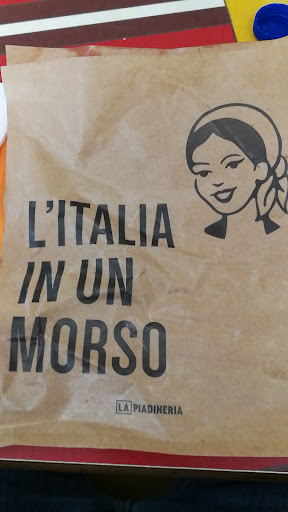 L'ITALIA
IN UN
MORSO
LA PIADINERIA